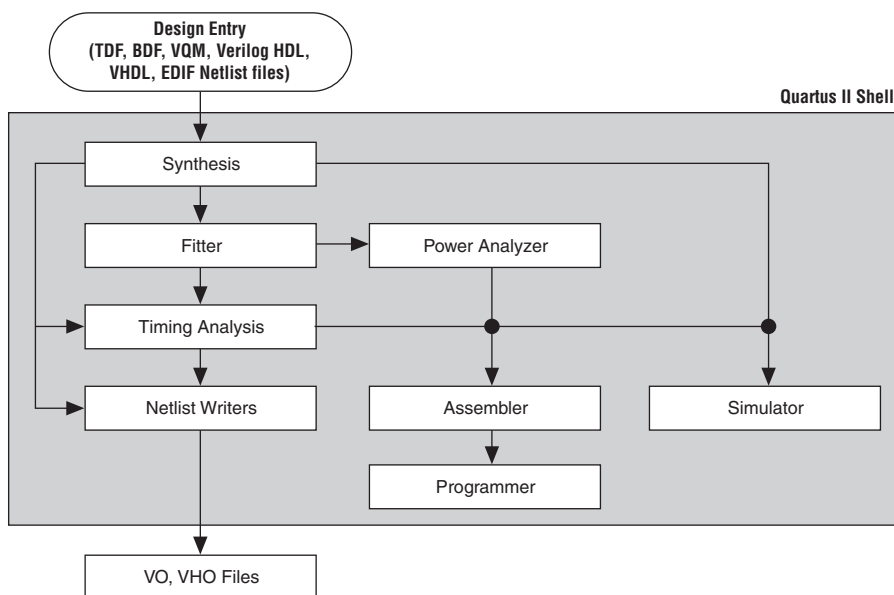 Design Entry
(TDF, BDF, VQM, Verilog HDL,
VHDL, EDIF Netlist files)
Quartus II Shell
Synthesis
Fitter
Power Analyzer
Timing Analysis
Netlist Writers
Assembler
Simulator
Programmer
VO, VHO Files